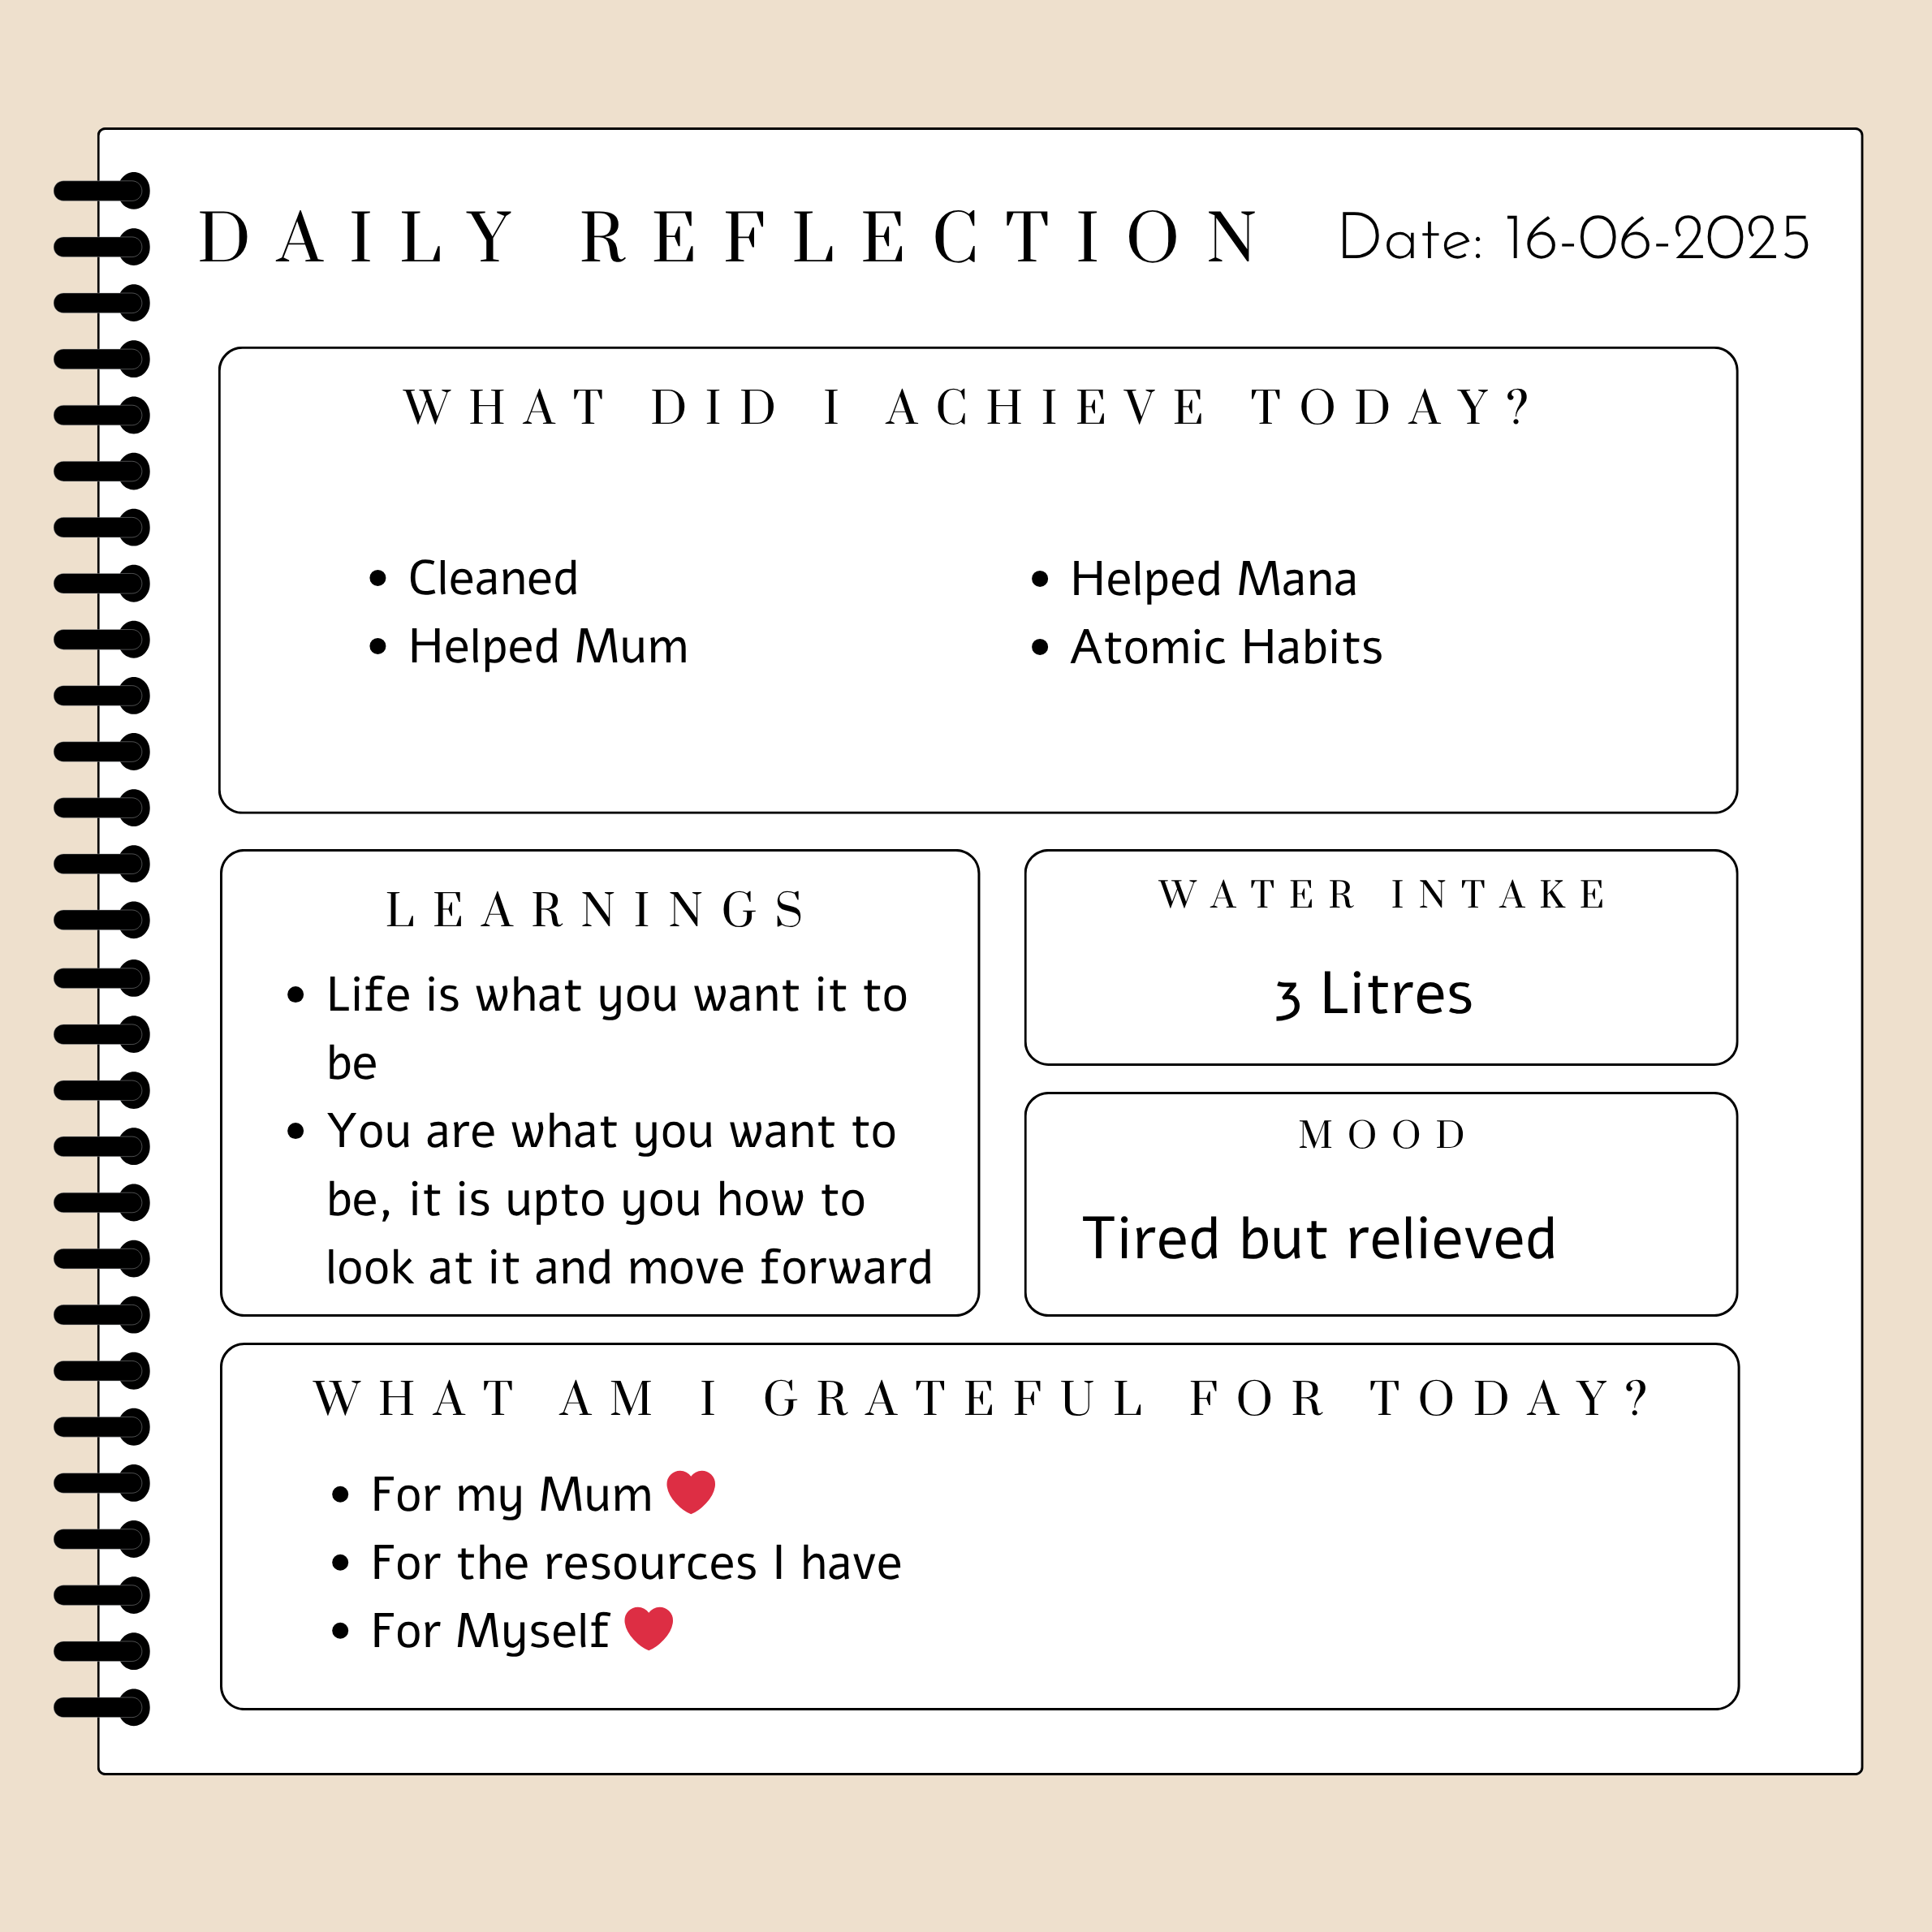 DAILY REFLECTION Date: 16-06-2025
WHAT DID I ACHIEVE TODAY?
• Cleaned
• Helped Mum
• Helped Mana
• Atomic Habits
LEARNINGS
• Life is what you want it to
be
• You are what you want to
be, it is upto you how to
look at it and move forward
WATER INTAKE
3 Litres
MOOD
Tired but relieved
WHAT AM I GRATEFUL FOR TODAY?
• For my Mum ❤️
• For the resources I have
• For Myself ❤️